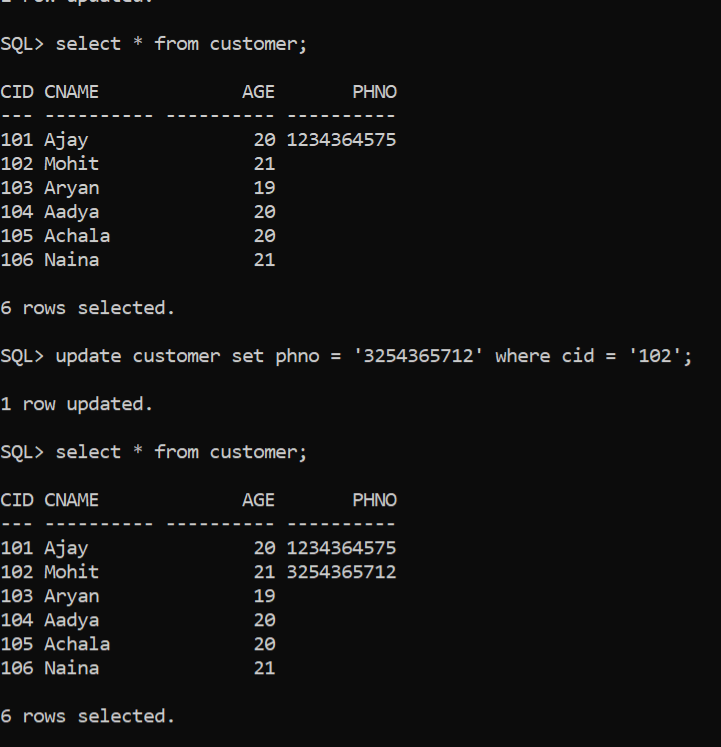 1 row updated.
SQL> select * from customer;
CID CNAME             AGE       PHNO
--- ---------- ---------- ----------
101 Ajay               20 1234364575
102 Mohit              21
103 Aryan              19
104 Aadya              20
105 Achala             20
106 Naina              21
6 rows selected.
SQL> update customer set phno = '3254365712' where cid = '102';
1 row updated.
SQL> select * from customer;
CID CNAME             AGE       PHNO
--- ---------- ---------- ----------
101 Ajay               20 1234364575
102 Mohit              21 3254365712
103 Aryan              19
104 Aadya              20
105 Achala             20
106 Naina              21
6 rows selected.